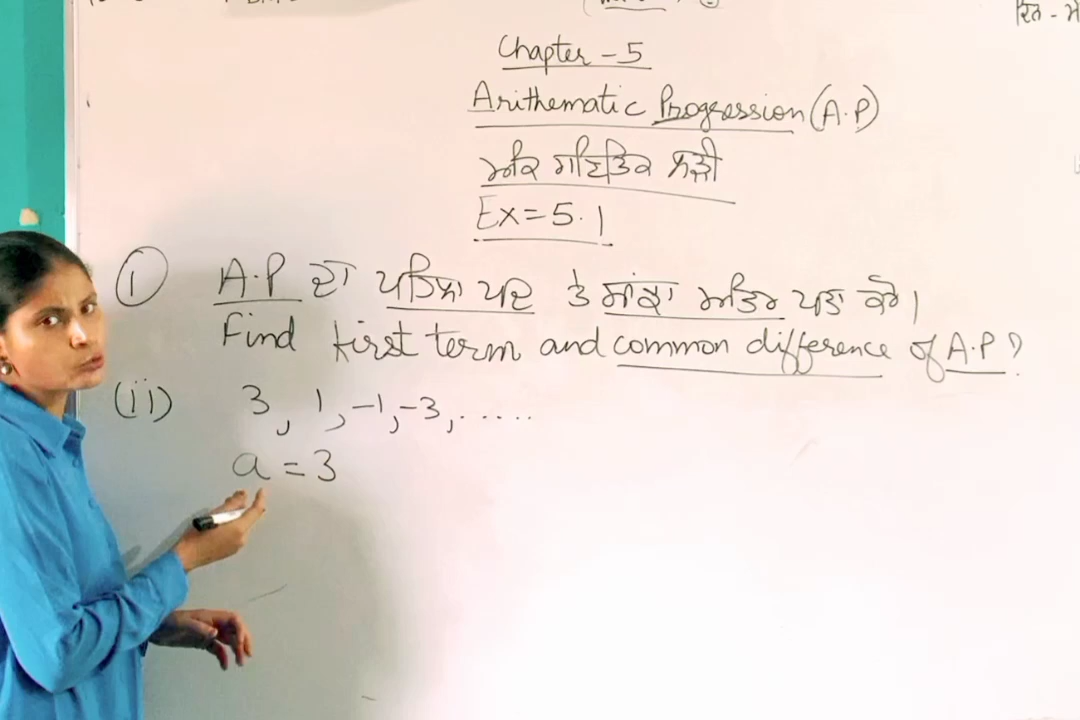 Chapter - 5
Arithematic Progression (A.P)
ਅੰਕ ਗਣਿਤਿਕ ਲੜੀ
Ex = 5.1
① A.P ਦਾ ਪਹਿਲਾ ਪਦ ਤੇ ਸਾਂਝਾ ਅੰਤਰ ਪਤਾ ਕਰੋ।
Find first term and common difference of A.P?
(ii) 3, 1, -1, -3, .....
a = 3